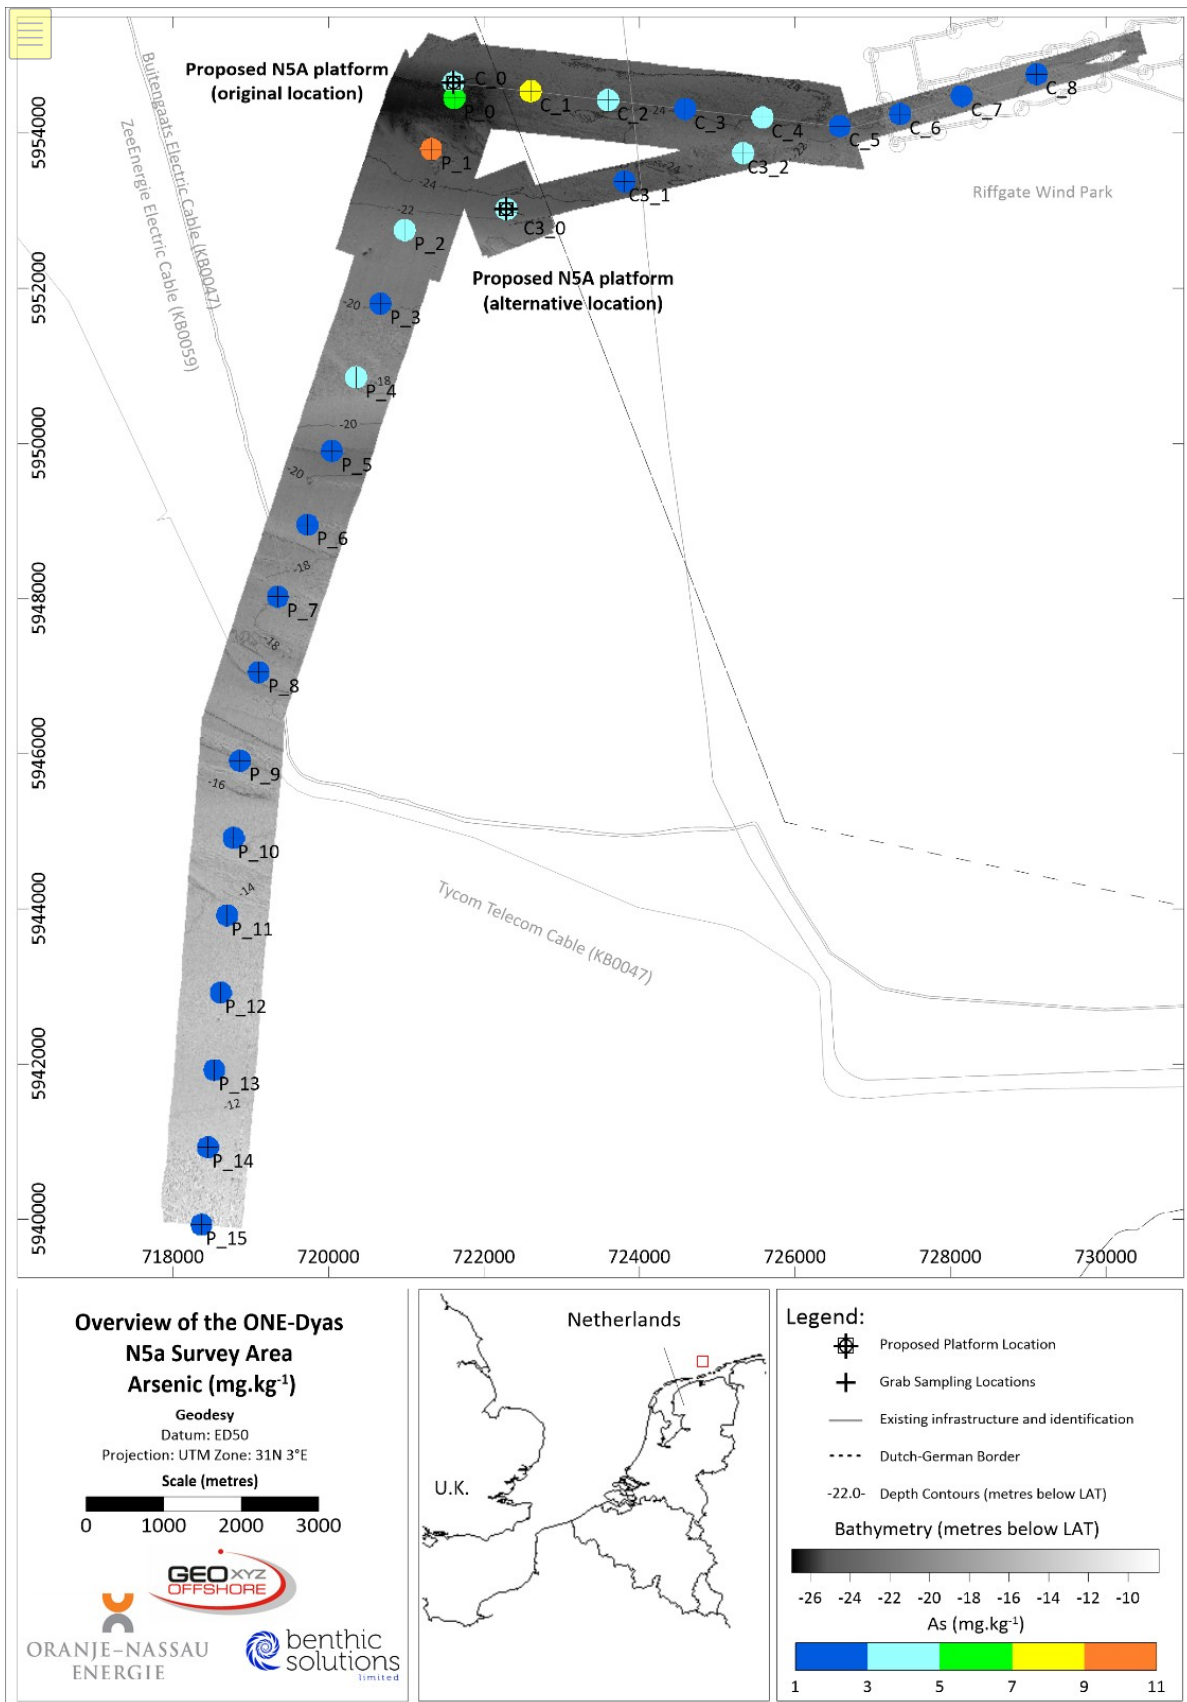 Proposed N5A platform
(original location)
Buitengaats Electric Cable (KB0047)
ZeeEnergie Electric Cable (KB0059)
C_0
P_0
C_1
C_2
-24
C_3
C_4
C_5
C_6
C_7
C_8
P_1
-24
-22
P_2
C3_0
C3_1
-24
C3_2
-22
Riffgate Wind Park
Proposed N5A platform
(alternative location)
-20
P_3
-18
P_4
-20
P_5
-20
P_6
-18
P_7
-18
P_8
P_9
-16
P_10
-14
P_11
P_12
P_13
-12
P_14
P_15
Tycom Telecom Cable (KB0047)
5954000
5952000
5950000
5948000
5946000
5944000
5942000
5940000
718000 720000 722000 724000 726000 728000 730000
Overview of the ONE-Dyas
N5a Survey Area
Arsenic (mg.kg-1)
Geodesy
Datum: ED50
Projection: UTM Zone: 31N 3°E
Scale (metres)
0 1000 2000 3000
GEO XYZ
OFFSHORE
ORANJE-NASSAU
ENERGIE
benthic
solutions
limited
Netherlands
U.K.
Legend:
Proposed Platform Location
Grab Sampling Locations
Existing infrastructure and identification
Dutch-German Border
-22.0- Depth Contours (metres below LAT)
Bathymetry (metres below LAT)
-26 -24 -22 -20 -18 -16 -14 -12 -10
As (mg.kg-1)
1 3 5 7 9 11